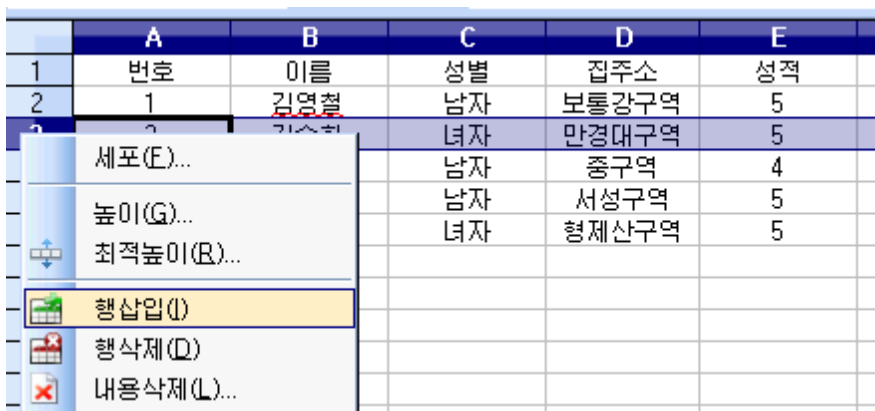 A B C D E
1 번호 이름 성별 집주소 성적
2 1 김영철 남자 보통강구역 5
녀자 만경대구역 5
세포(F)...
남자 중구역 4
높이(G)...
남자 서성구역 5
녀자 형제산구역 5
최적높이(R)...
행삽입(I)
행삭제(D)
내용삭제(L)...